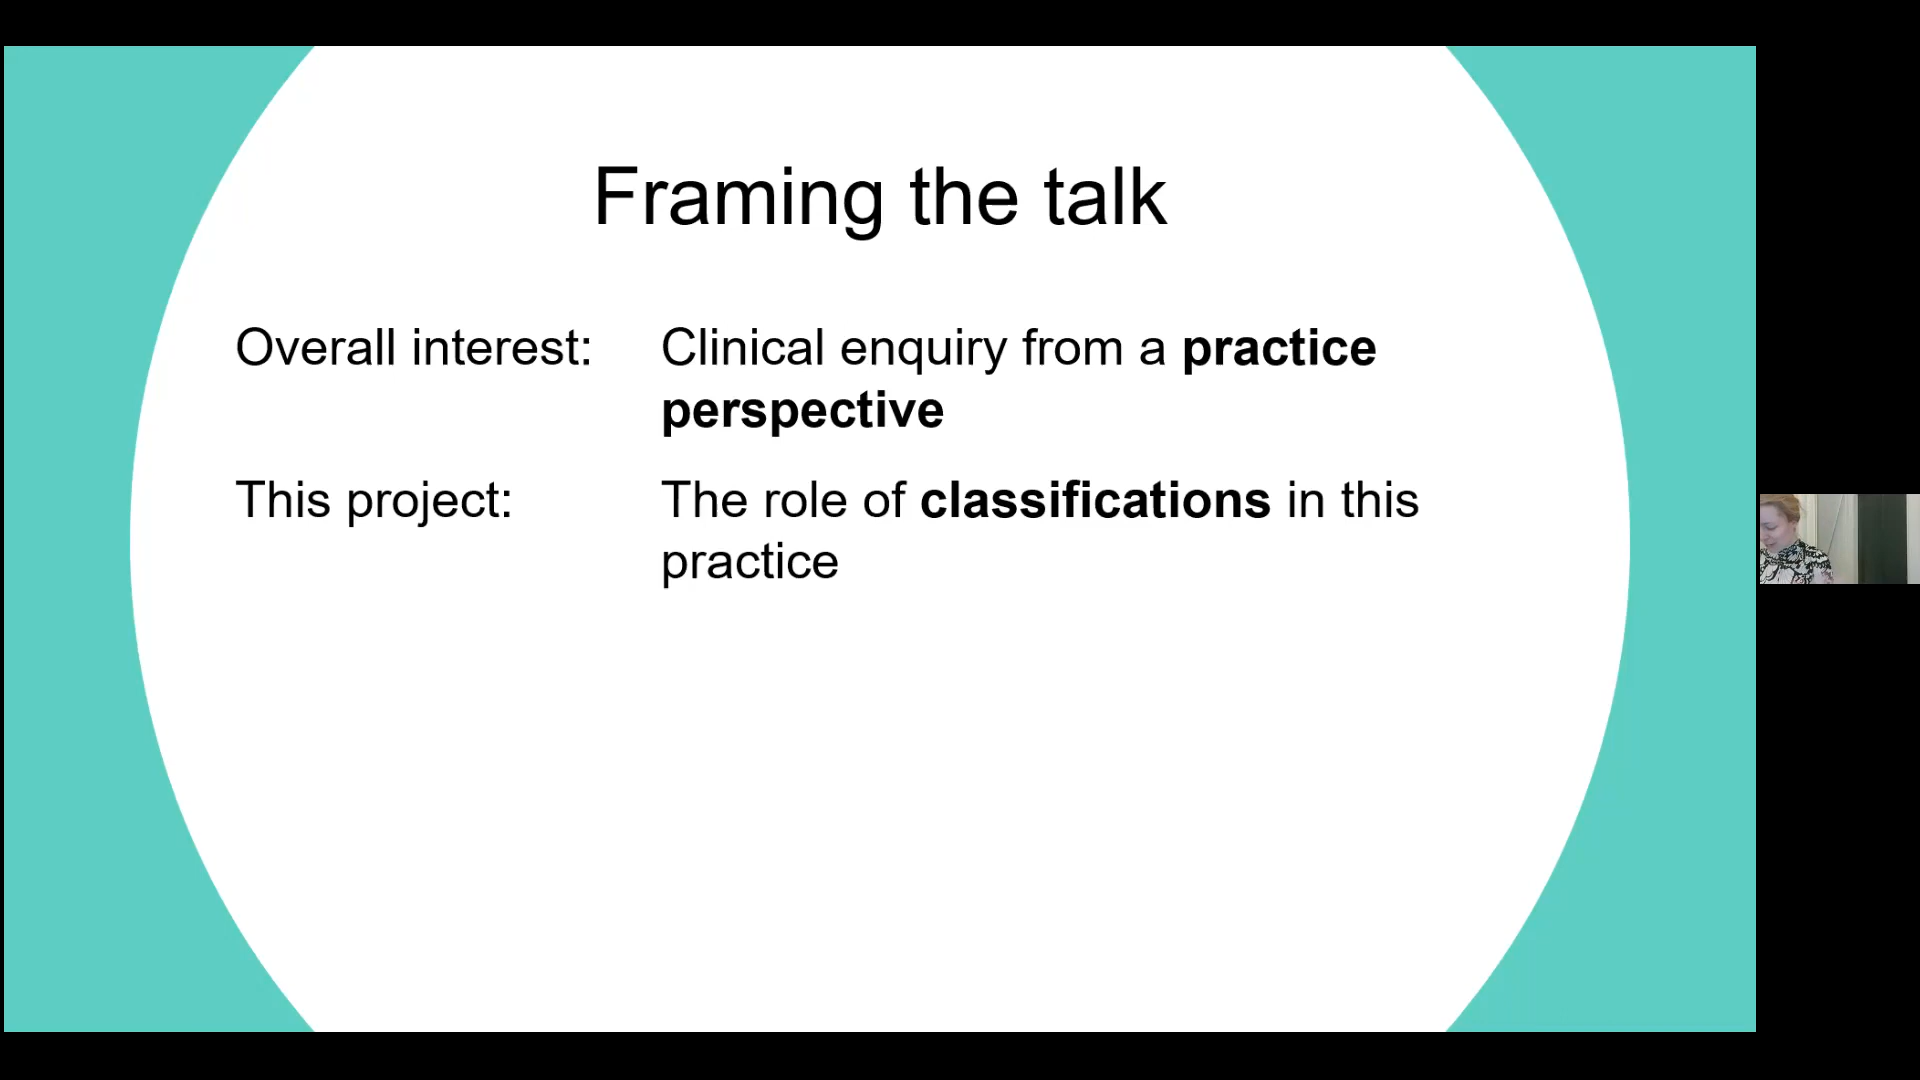 Framing the talk
Overall interest: Clinical enquiry from a practice
perspective
This project: The role of classifications in this
practice